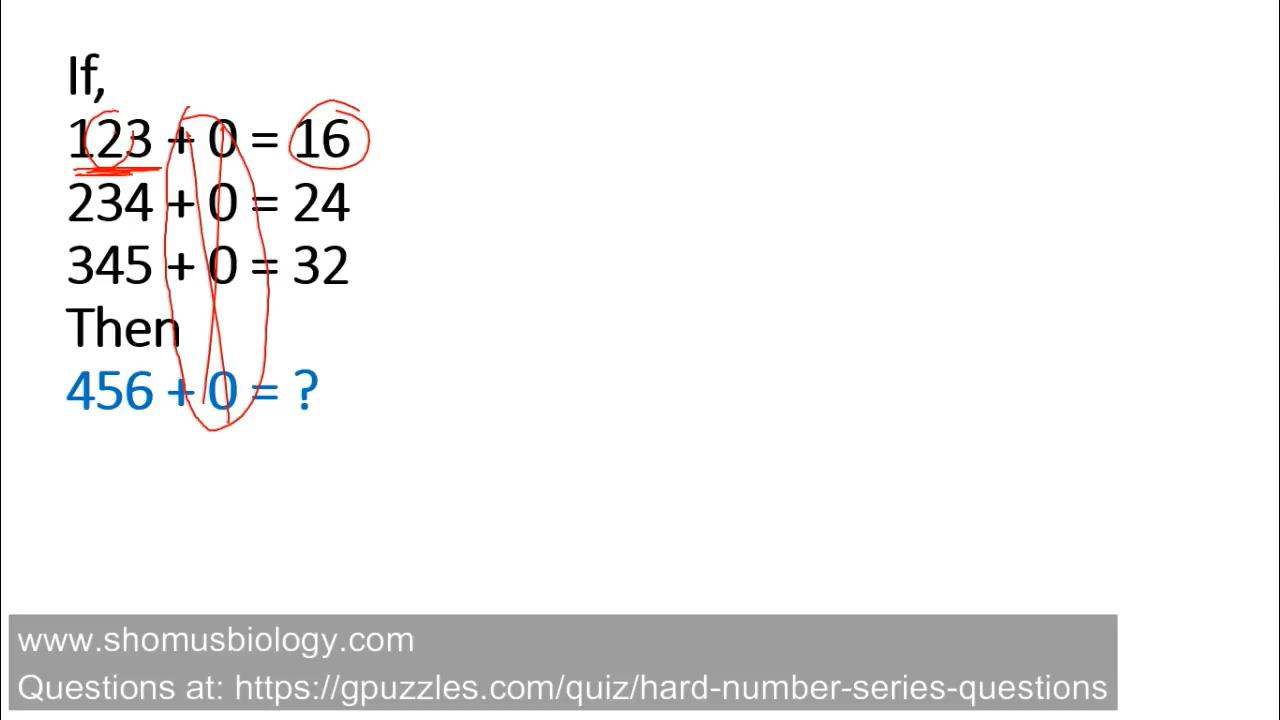 If,
123 + 0 = 16
234 + 0 = 24
345 + 0 = 32
Then
456 + 0 = ?
www.shomusbiology.com
Questions at: https://gpuzzles.com/quiz/hard-number-series-questions